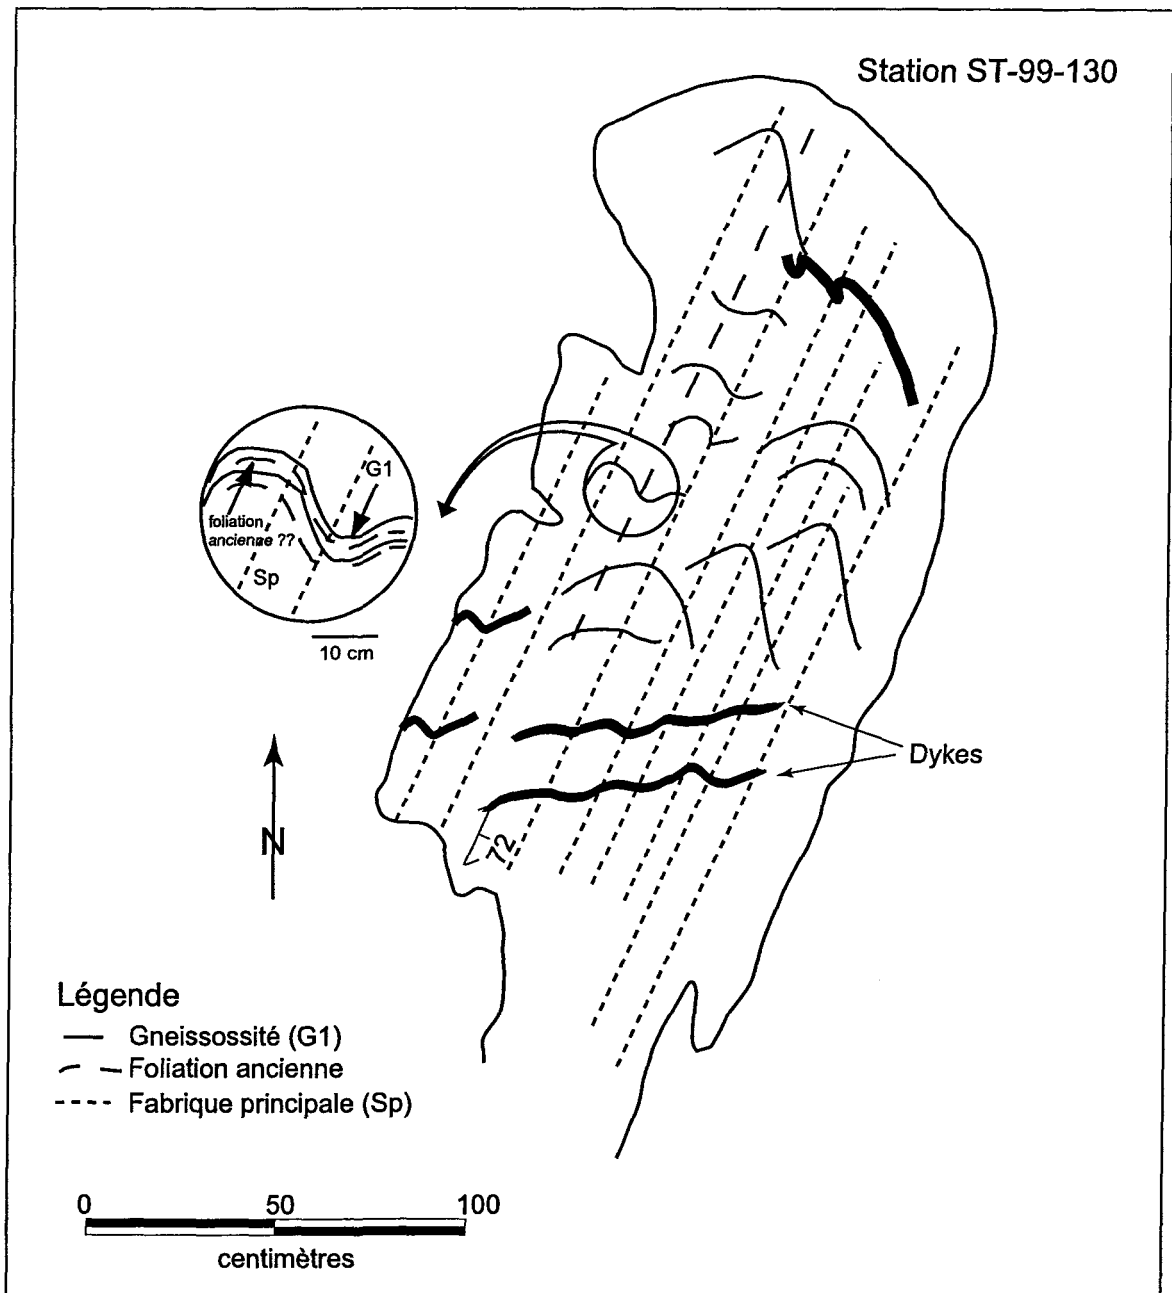 Station ST-99-130
G1
foliation
ancienne ??
Sp
10 cm
Dykes
72
N
Légende
Gneissossité (G1)
Foliation ancienne
Fabrique principale (Sp)
0 50 100
centimètres